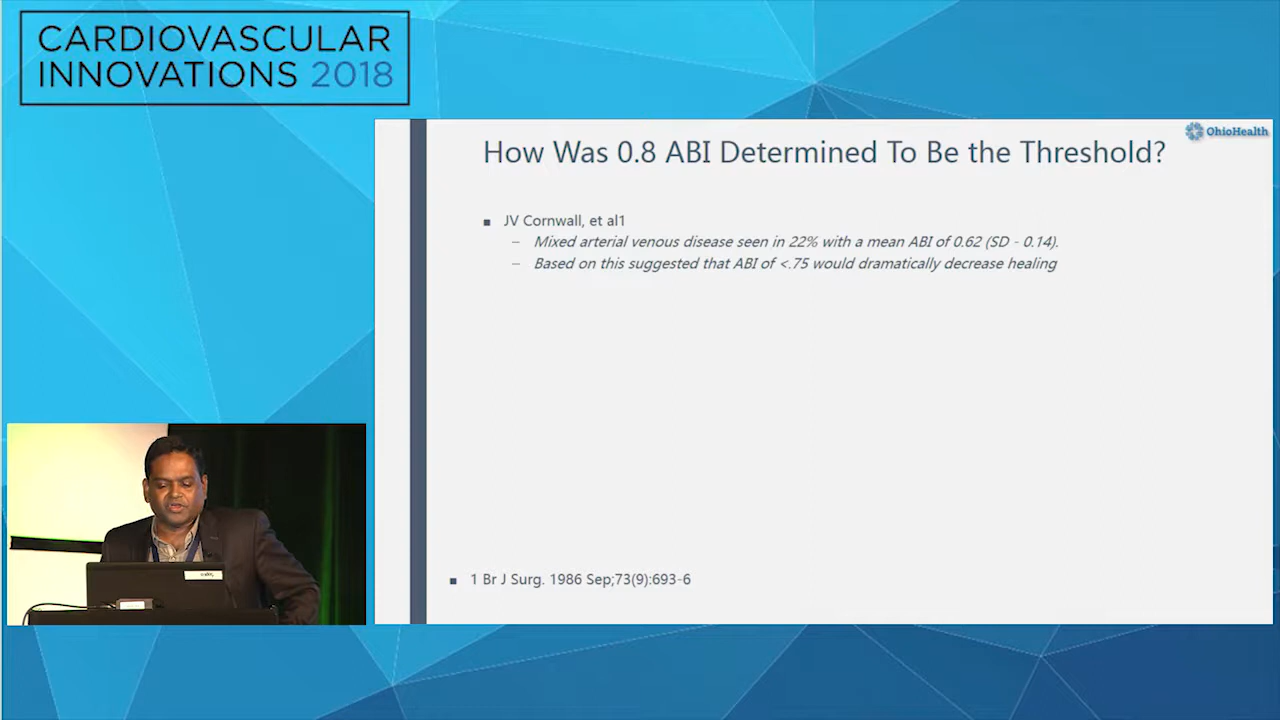 CARDIOVASCULAR
INNOVATIONS 2018
OhioHealth
How Was 0.8 ABI Determined To Be the Threshold?
■ JV Cornwall, et al1
– Mixed arterial venous disease seen in 22% with a mean ABI of 0.62 (SD - 0.14).
– Based on this suggested that ABI of <.75 would dramatically decrease healing
■ 1 Br J Surg. 1986 Sep;73(9):693-6